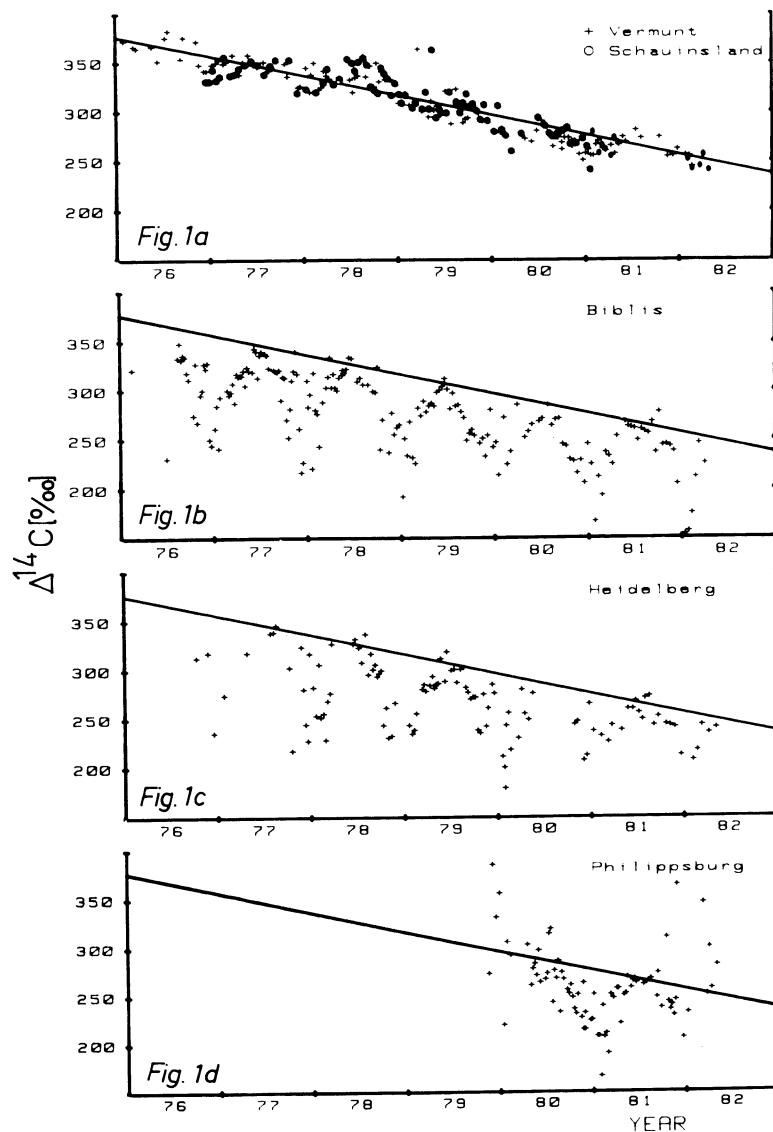 + Vermunt
O Schauinsland
350
300
250
200
Fig. 1a
76 77 78 79 80 81 82
Biblis
350
300
250
200
Fig. 1b
76 77 78 79 80 81 82
Δ14C[‰]
Heidelberg
350
300
250
200
Fig. 1c
76 77 78 79 80 81 82
Philippsburg
350
300
250
200
Fig. 1d
76 77 78 79 80 81 82
YEAR